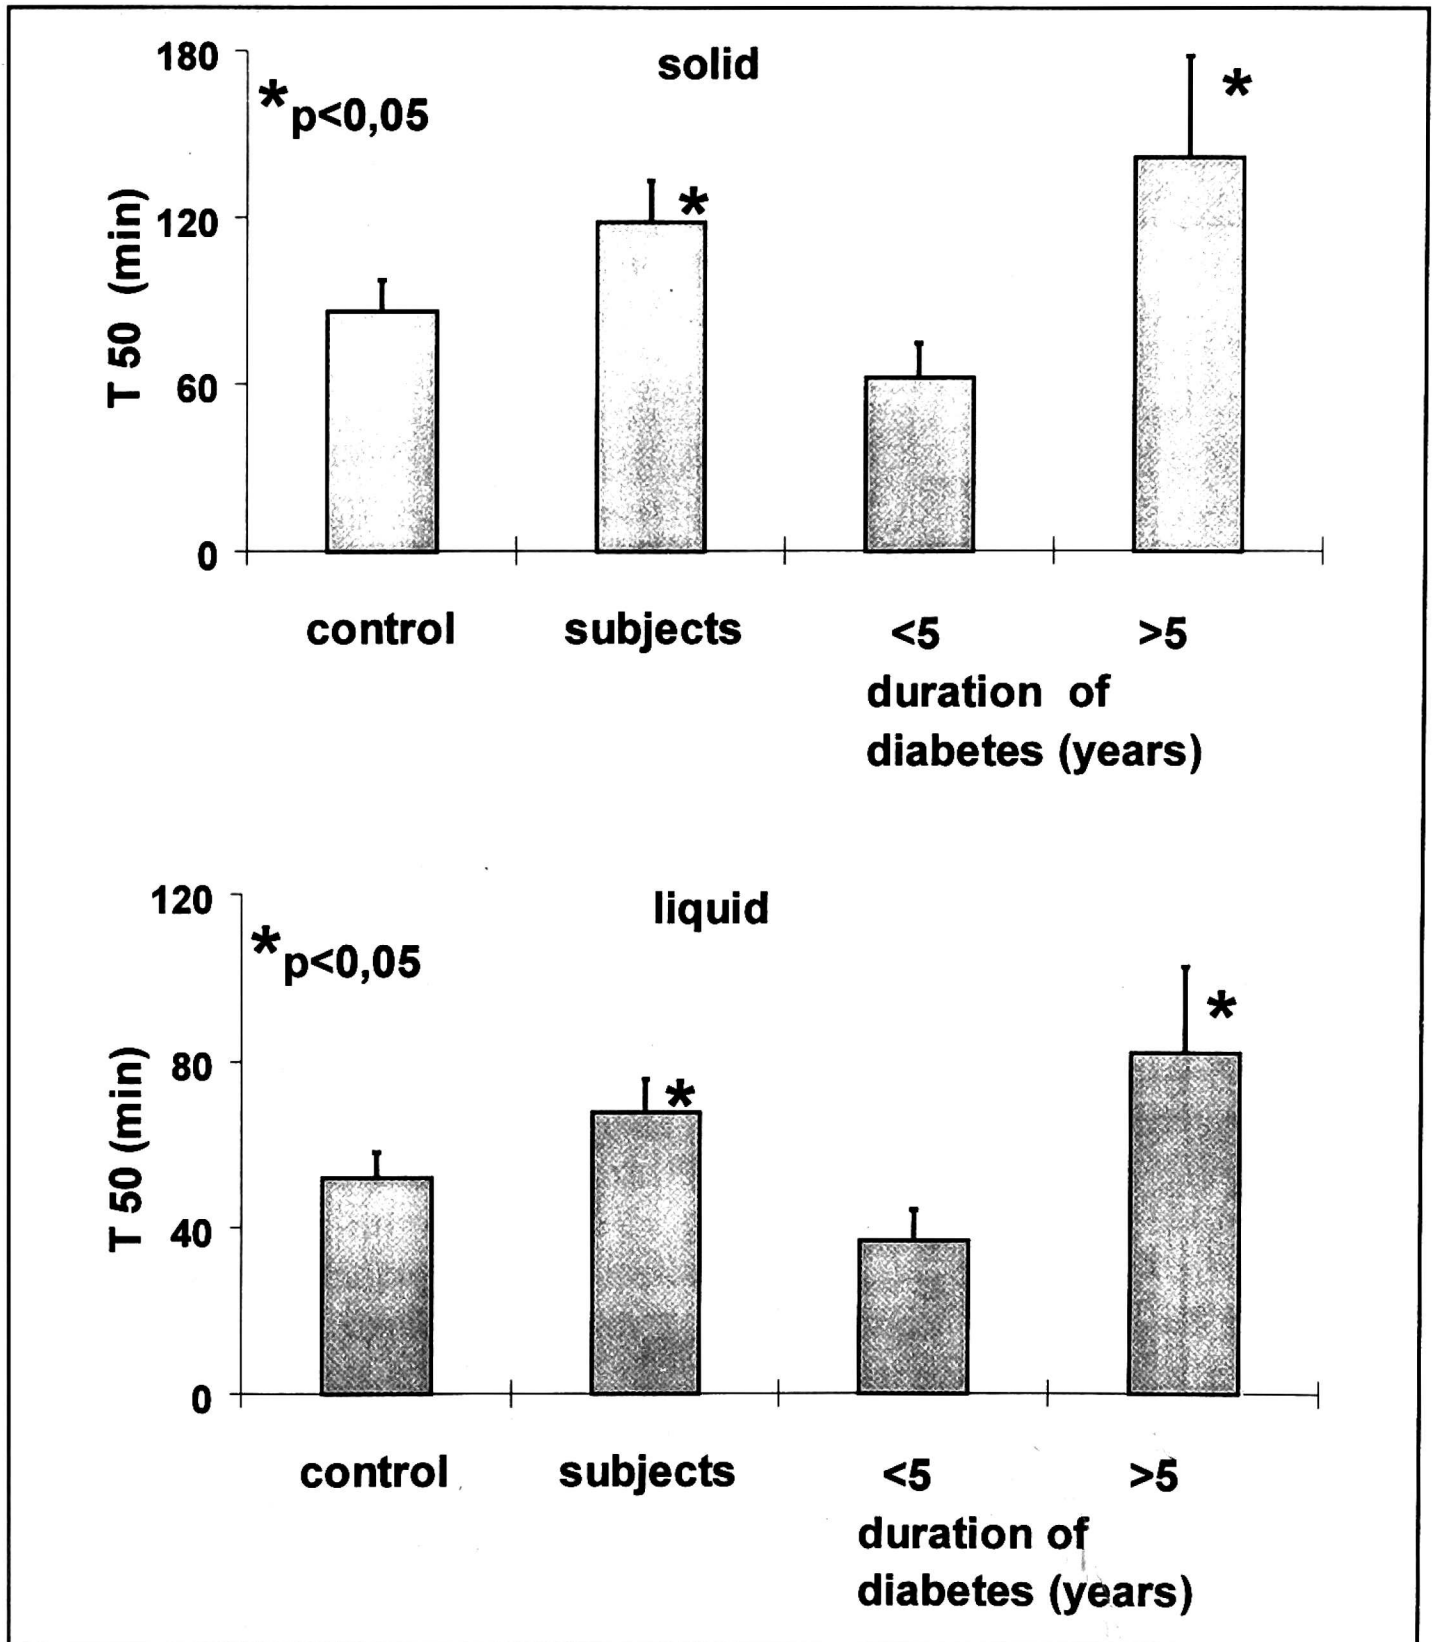 solid
* p<0,05
T 50 (min)
180
120
60
0
control subjects <5 >5
duration of
diabetes (years)
liquid
* p<0,05
T 50 (min)
120
80
40
0
control subjects <5 >5
duration of
diabetes (years)
*
*
*
*